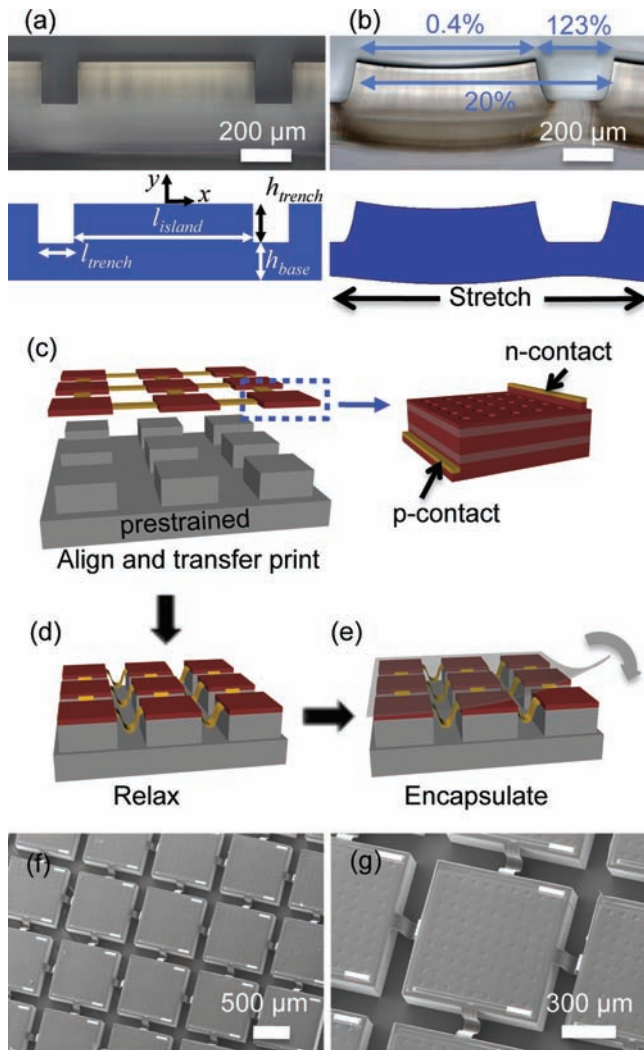 (a)
(b)
0.4%
123%
20%
200 µm
200 µm
y
x
h_trench
l_island
l_trench
h_base
Stretch
(c)
n-contact
p-contact
prestrained
Align and transfer print
(d)
(e)
Relax
Encapsulate
(f)
(g)
500 µm
300 µm